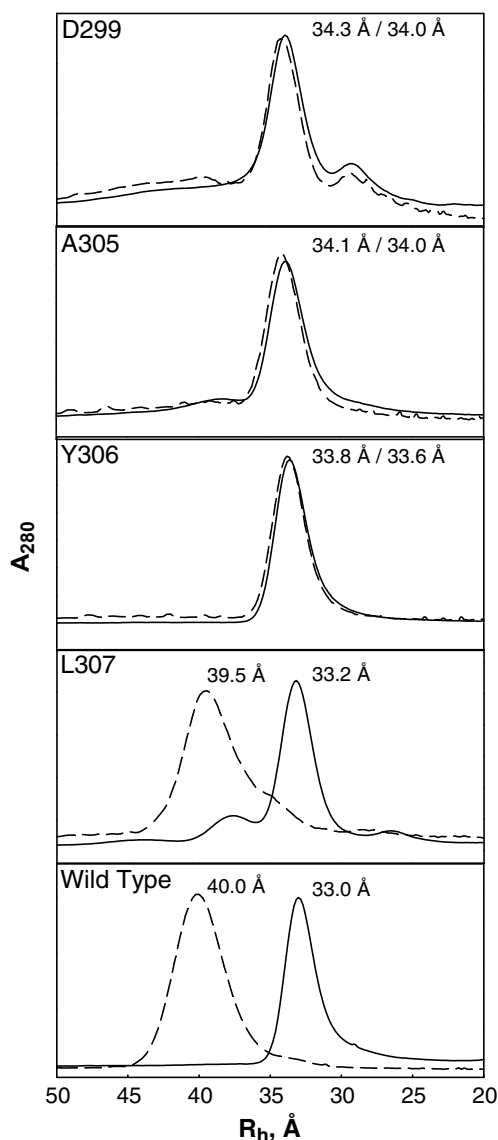 D299
34.3 Å / 34.0 Å
A305
34.1 Å / 34.0 Å
Y306
33.8 Å / 33.6 Å
A280
L307
39.5 Å
33.2 Å
Wild Type
40.0 Å
33.0 Å
50 45 40 35 30 25 20
Rh, Å